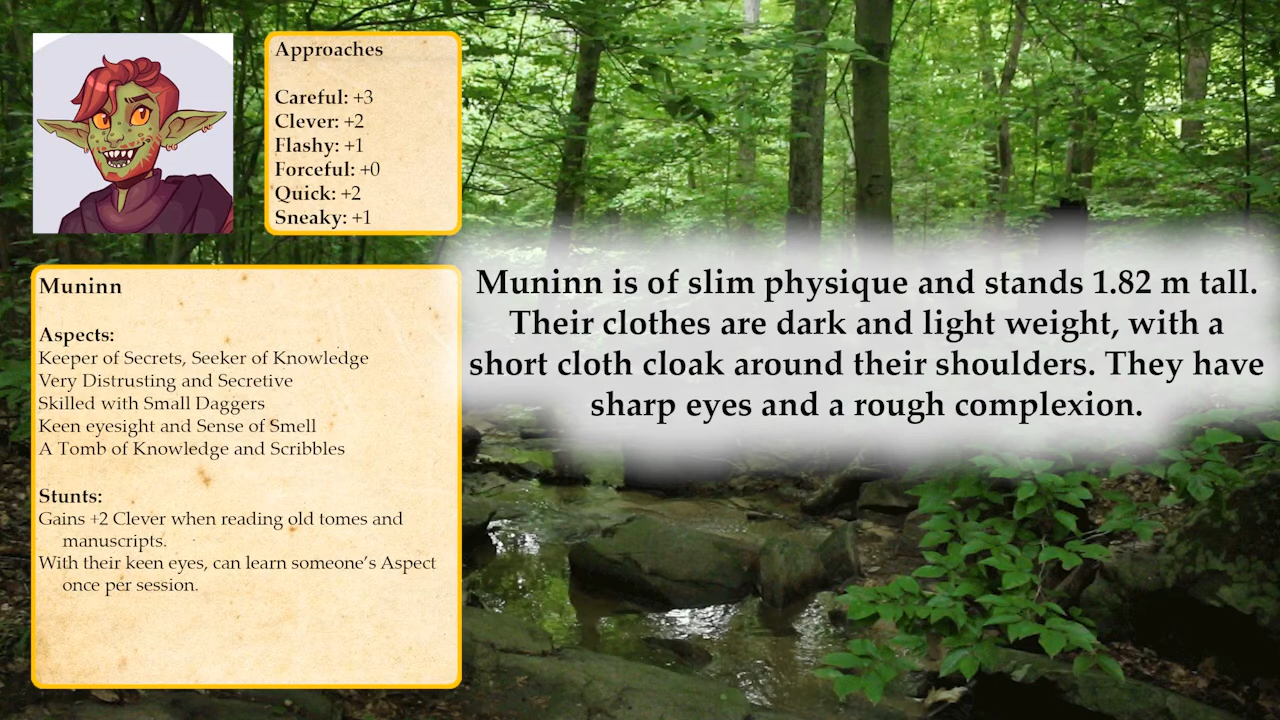 Approaches
Careful: +3
Clever: +2
Flashy: +1
Forceful: +0
Quick: +2
Sneaky: +1
Muninn
Aspects:
Keeper of Secrets, Seeker of Knowledge
Very Distrusting and Secretive
Skilled with Small Daggers
Keen eyesight and Sense of Smell
A Tomb of Knowledge and Scribbles
Stunts:
Gains +2 Clever when reading old tomes and
manuscripts.
With their keen eyes, can learn someone’s Aspect
once per session.
Muninn is of slim physique and stands 1.82 m tall.
Their clothes are dark and light weight, with a
short cloth cloak around their shoulders. They have
sharp eyes and a rough complexion.